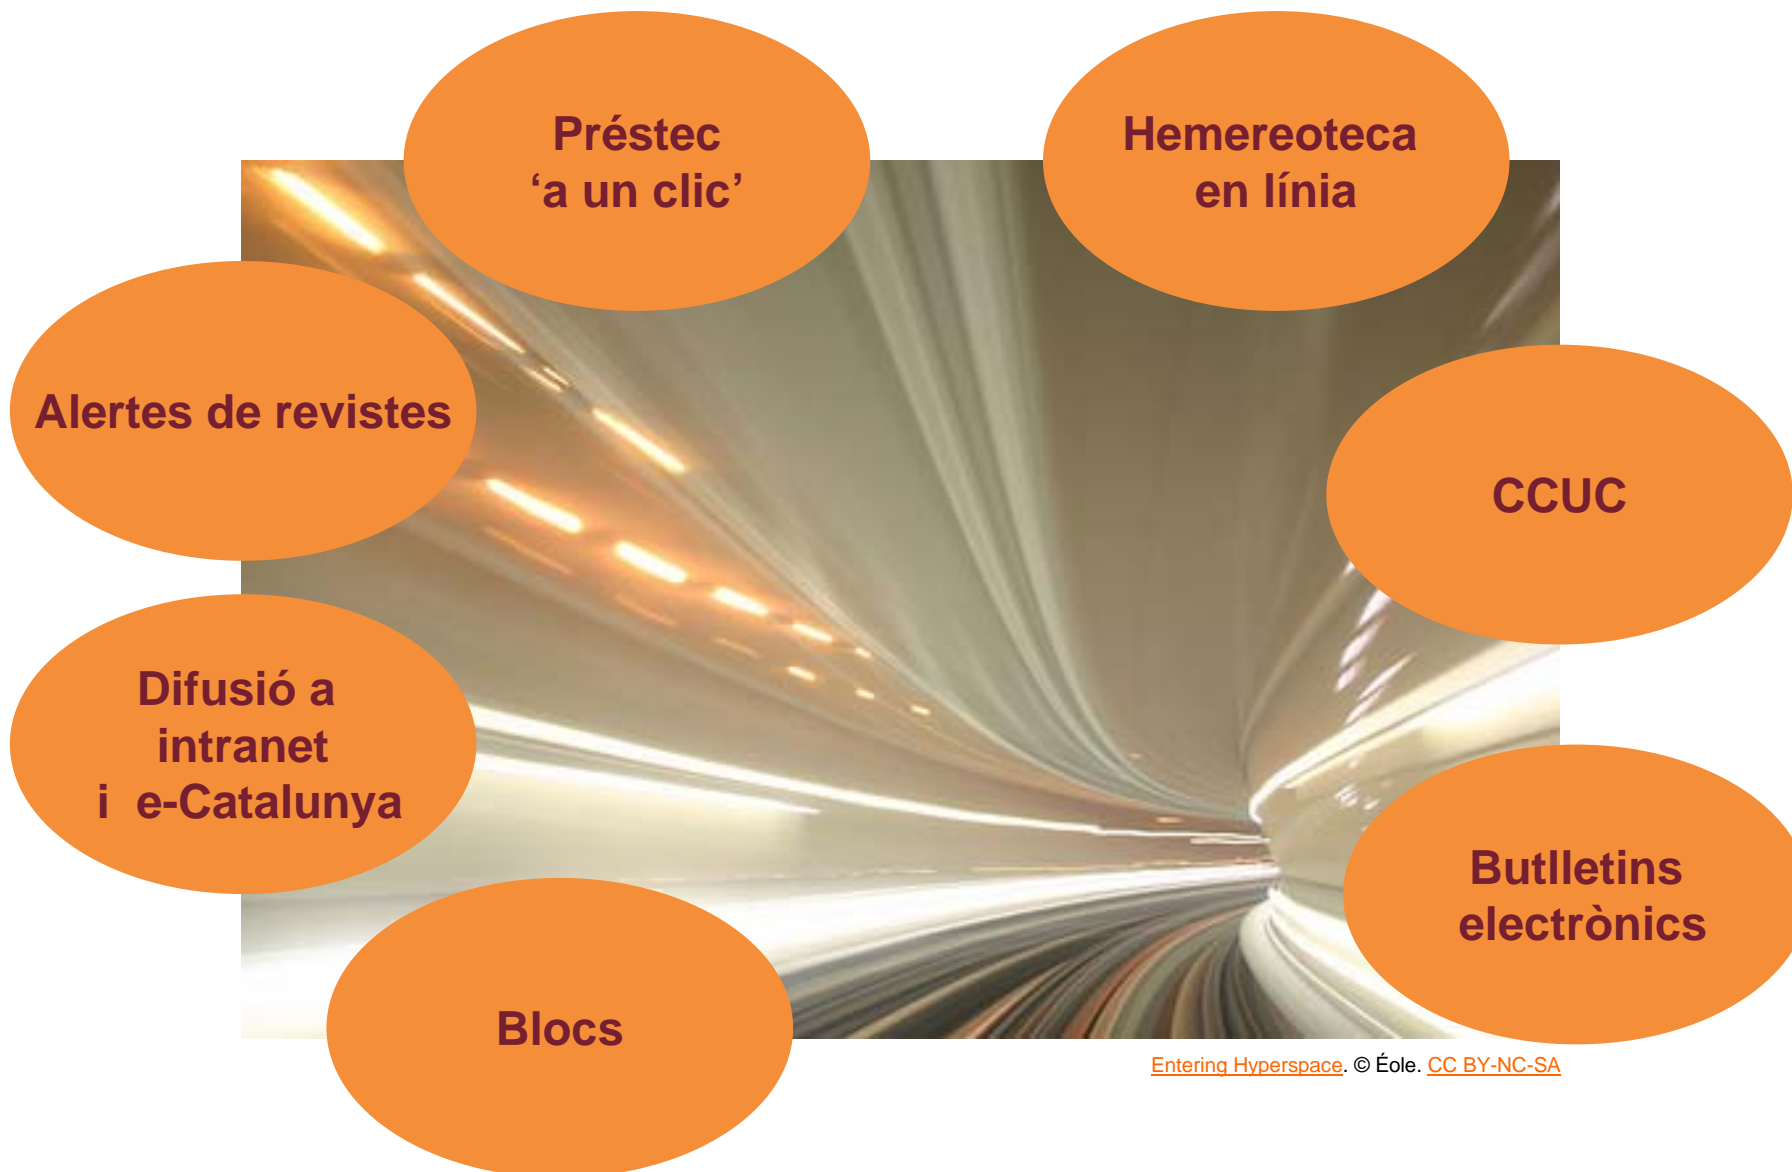 Préstec
‘a un clic’
Hemereoteca
en línia
Alertes de revistes
CCUC
Difusió a
intranet
i e-Catalunya
Butlletins
electrònics
Blocs
Entering Hyperspace. © Éole. CC BY-NC-SA